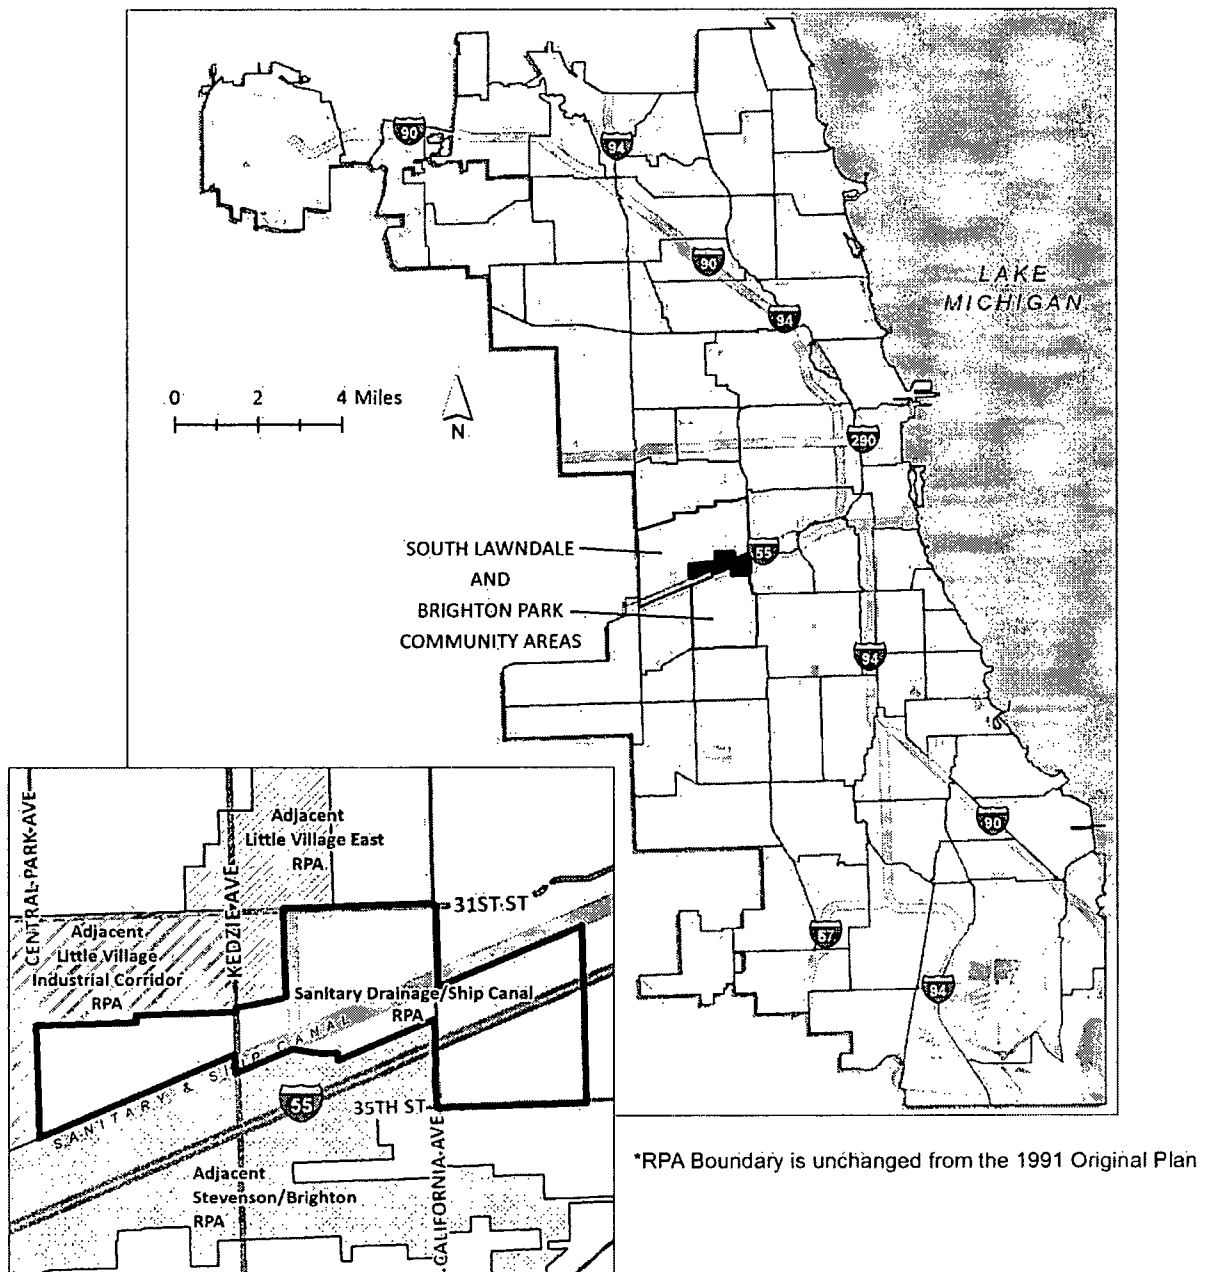 90
94
90
94
LAKE
MICHIGAN
0 2 4 Miles
N
290
SOUTH LAWNDALE
AND
BRIGHTON PARK
COMMUNITY AREAS
55
94
90
57
94
CENTRAL PARK AVE
KEDZIE AVE
Adjacent
Little Village East
RPA
31ST ST
Adjacent
Little Village
Industrial Corridor
RPA
Sanitary Drainage/Ship Canal
RPA
SANITARY & SHIP CANAL
55
35TH ST
CALIFORNIA AVE
Adjacent
Stevenson/Brighton
RPA
*RPA Boundary is unchanged from the 1991 Original Plan